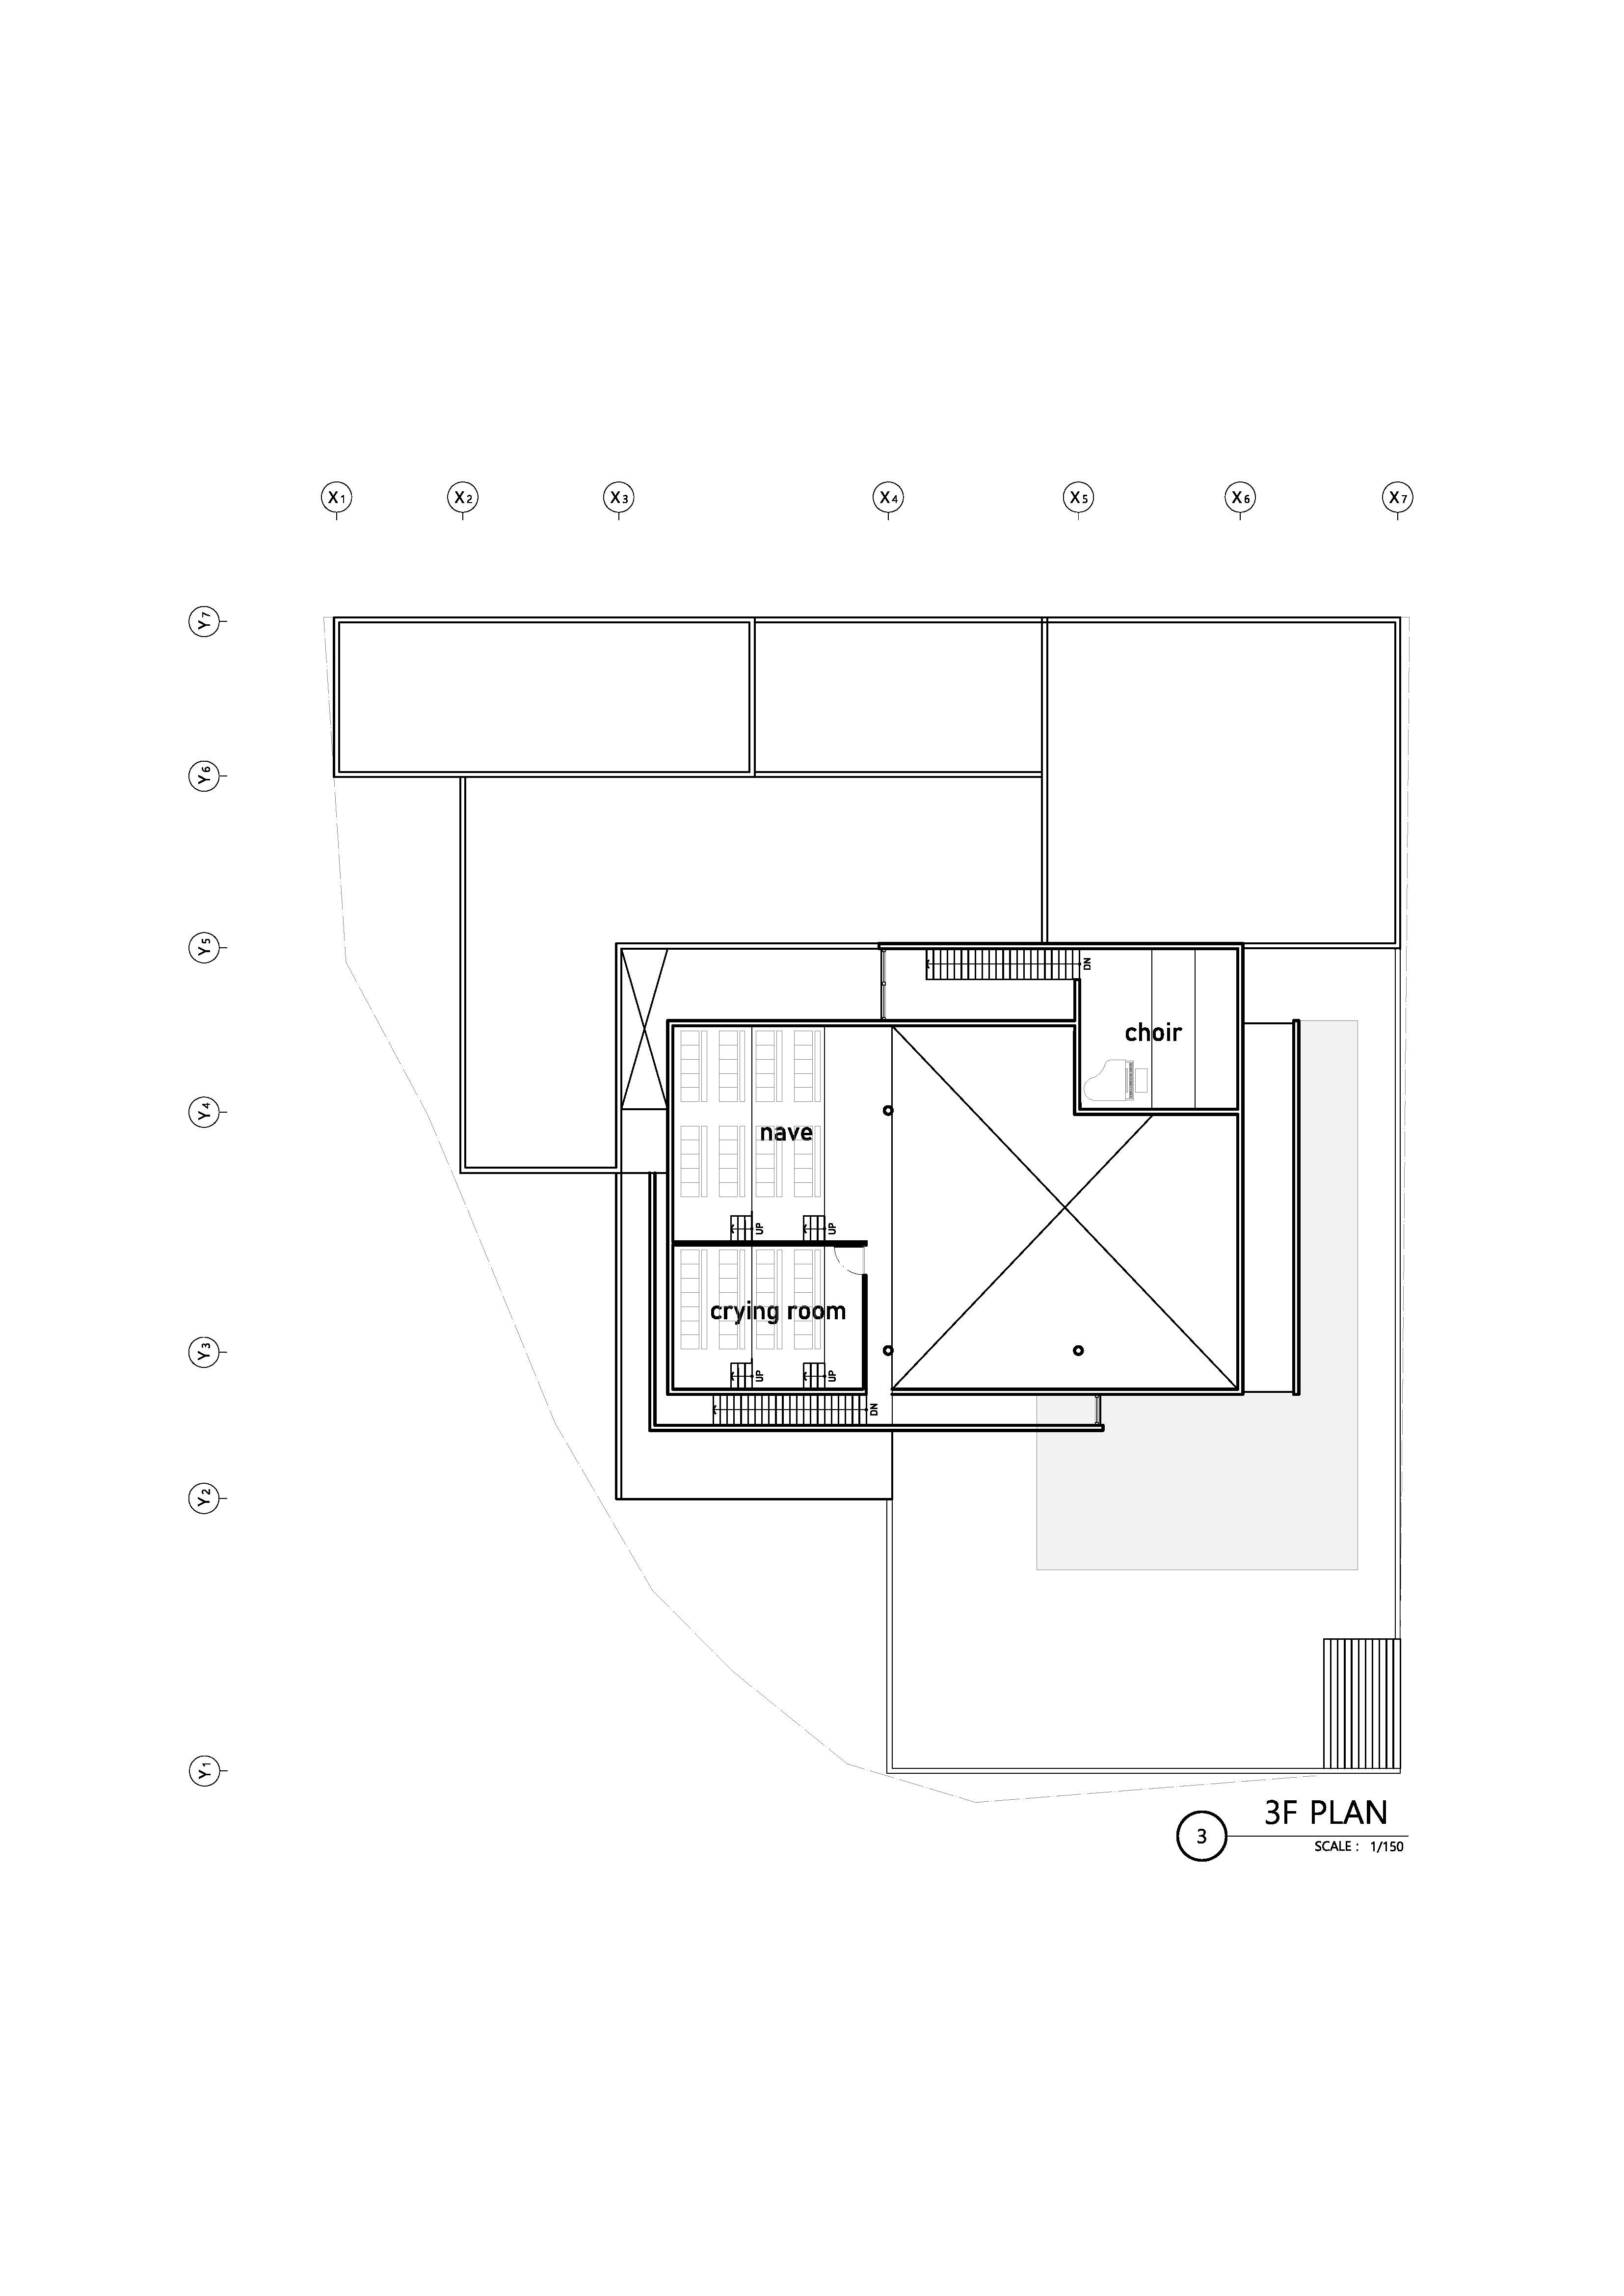 X1 X2 X3 X4 X5 X6 X7
Y7
Y6
Y5
DN
choir
Y4
nave
UP UP
crying room
Y3
UP UP
DN
Y2
Y1
3F PLAN
3
SCALE : 1/150